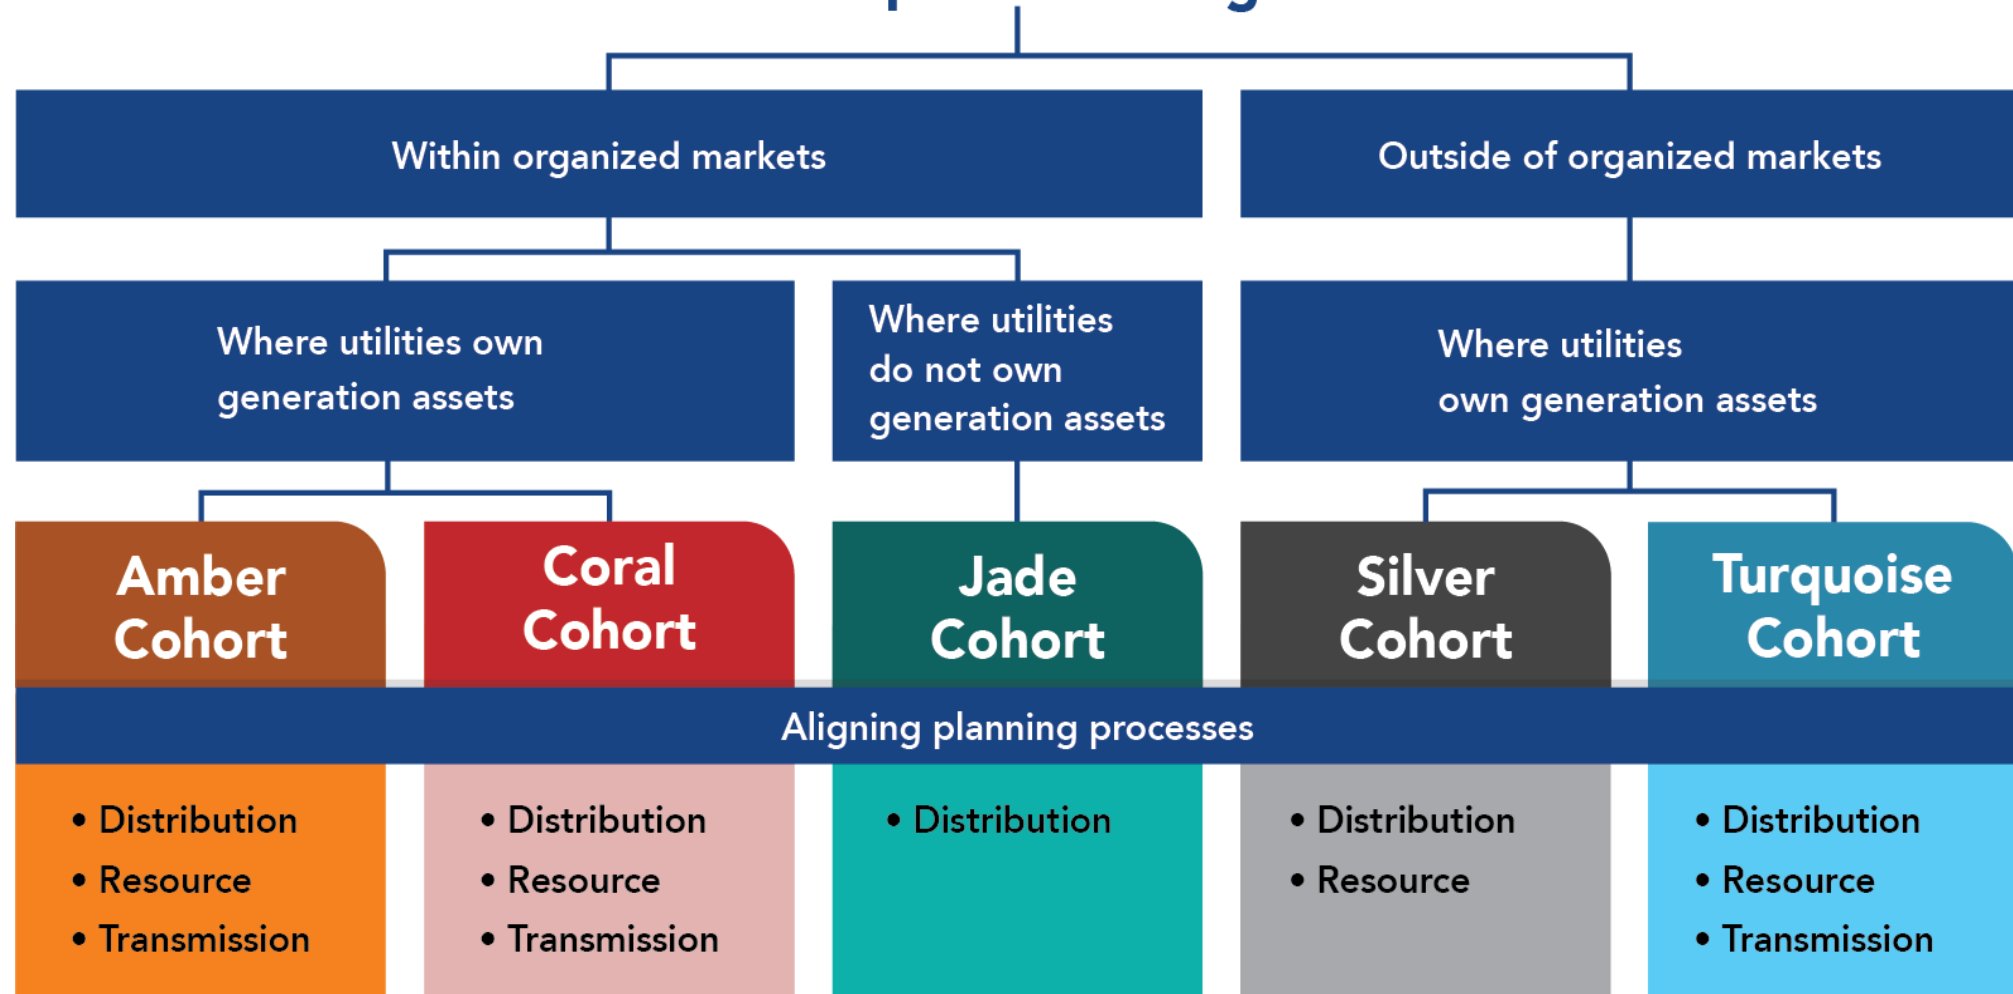 Within organized markets
Outside of organized markets
Where utilities own
generation assets
Where utilities
do not own
generation assets
Where utilities
own generation assets
Amber
Cohort
Coral
Cohort
Jade
Cohort
Silver
Cohort
Turquoise
Cohort
Aligning planning processes
• Distribution
• Resource
• Transmission
• Distribution
• Resource
• Transmission
• Distribution
• Distribution
• Resource
• Distribution
• Resource
• Transmission